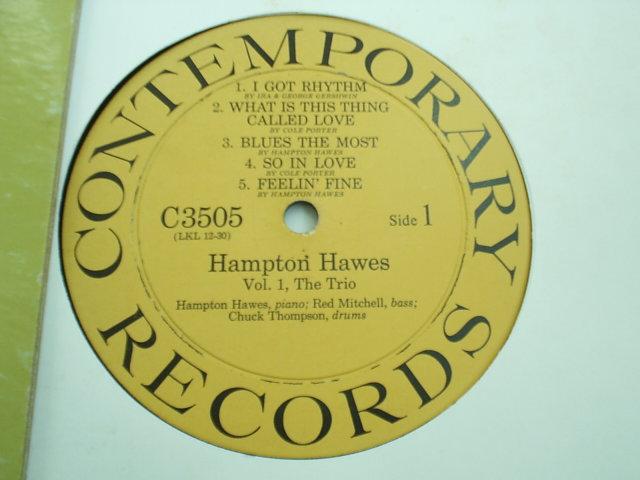 CONTEMPORARY
1. I GOT RHYTHM
BY IRA & GEORGE GERSHWIN
2. WHAT IS THIS THING
CALLED LOVE
BY COLE PORTER
3. BLUES THE MOST
BY HAMPTON HAWES
4. SO IN LOVE
BY COLE PORTER
5. FEELIN' FINE
BY HAMPTON HAWES
C3505
(LKL 12-30)
Side 1
Hampton Hawes
Vol. 1, The Trio
Hampton Hawes, piano; Red Mitchell, bass;
Chuck Thompson, drums
RECORDS